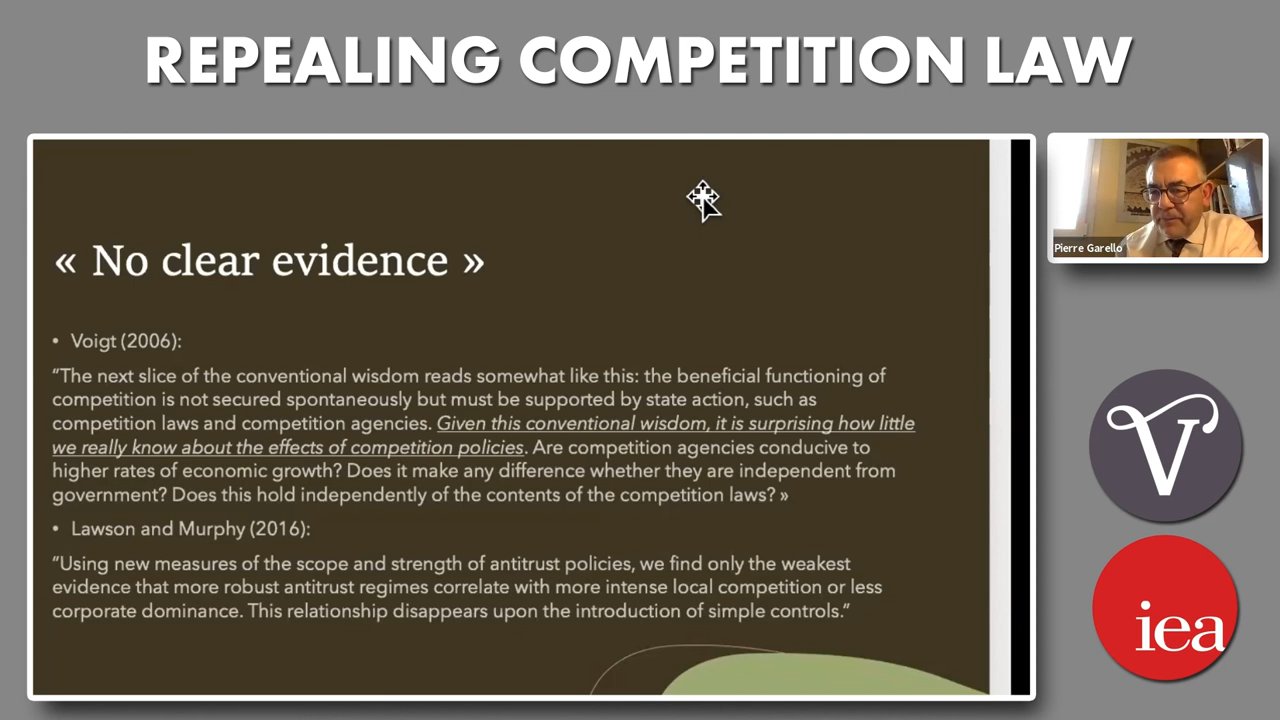 REPEALING COMPETITION LAW
« No clear evidence »
• Voigt (2006):
“The next slice of the conventional wisdom reads somewhat like this: the beneficial functioning of
competition is not secured spontaneously but must be supported by state action, such as
competition laws and competition agencies. Given this conventional wisdom, it is surprising how little
we really know about the effects of competition policies. Are competition agencies conducive to
higher rates of economic growth? Does it make any difference whether they are independent from
government? Does this hold independently of the contents of the competition laws? »
• Lawson and Murphy (2016):
“Using new measures of the scope and strength of antitrust policies, we find only the weakest
evidence that more robust antitrust regimes correlate with more intense local competition or less
corporate dominance. This relationship disappears upon the introduction of simple controls.”
Pierre Garello
V
iea